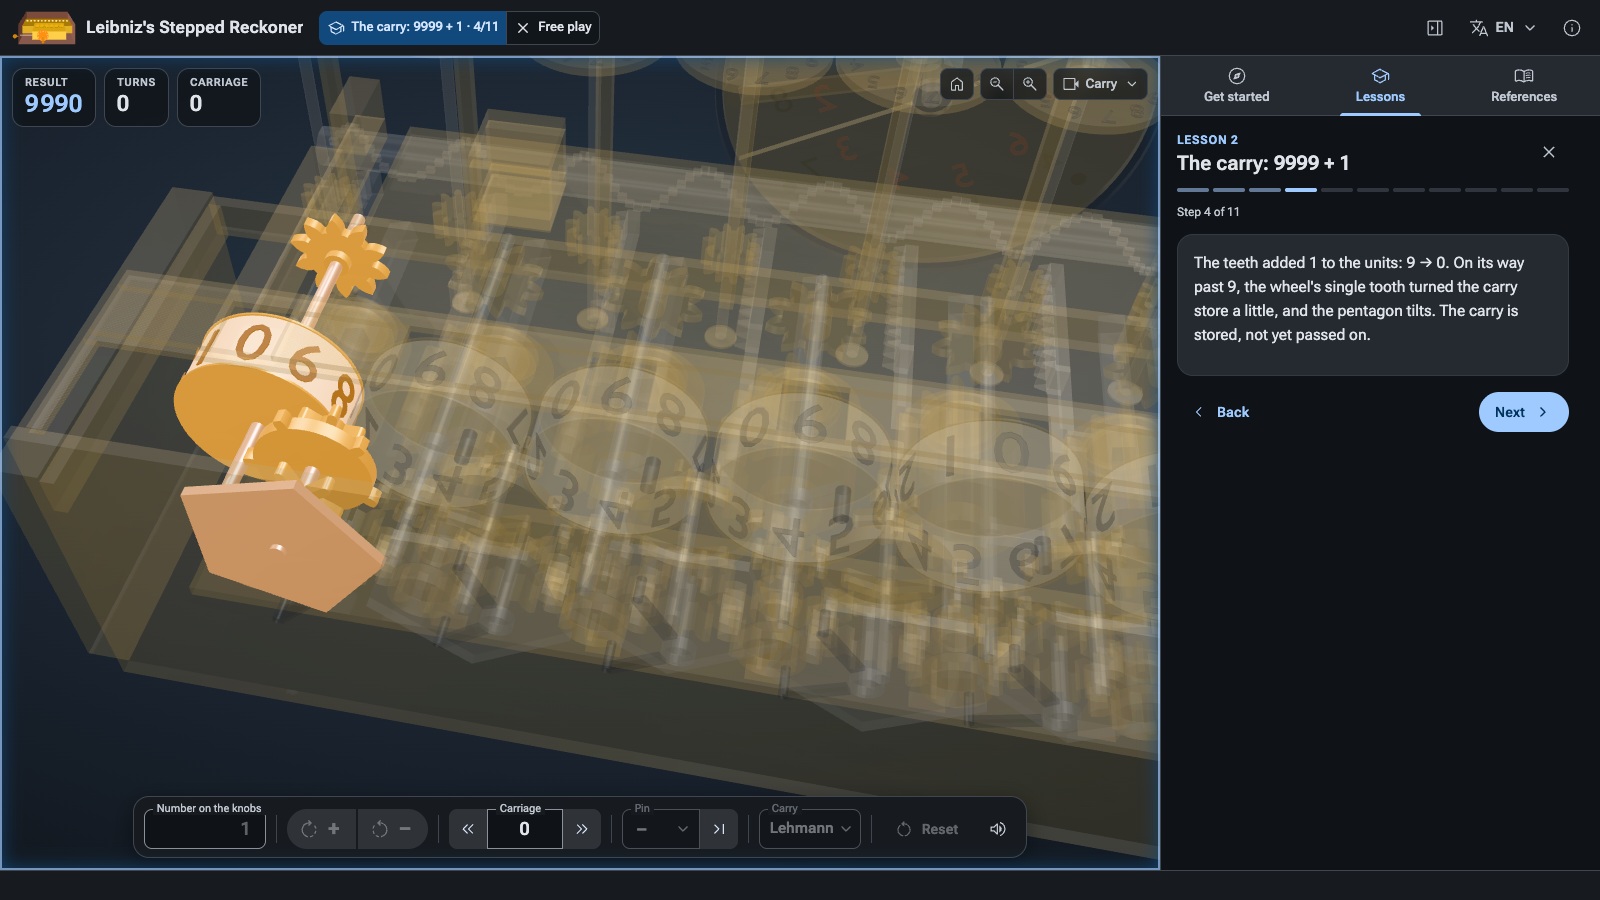 Leibniz's Stepped Reckoner
The carry: 9999 + 1 · 4/11
Free play
EN
RESULT
9990
TURNS
0
CARRIAGE
0
Carry
Get started
Lessons
References
LESSON 2
The carry: 9999 + 1
Step 4 of 11
The teeth added 1 to the units: 9 → 0. On its way
past 9, the wheel's single tooth turned the carry
store a little, and the pentagon tilts. The carry is
stored, not yet passed on.
Back
Next
0 6 8
Number on the knobs
1
+
−
Carriage
0
Pin
–
Carry
Lehmann
Reset